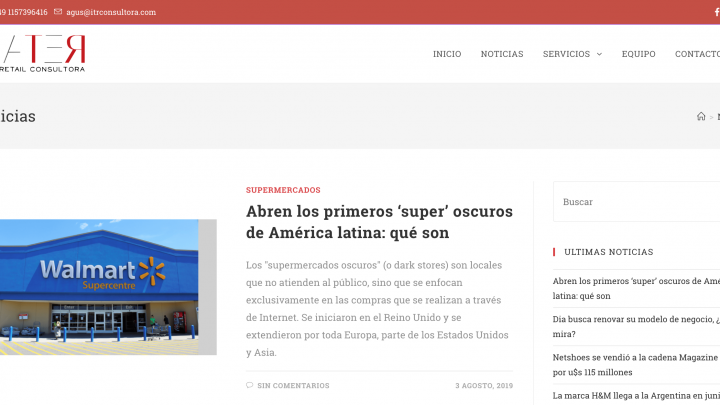 49 1157396416 agus@itrconsultora.com
ATER
RETAIL CONSULTORA
INICIO NOTICIAS SERVICIOS EQUIPO CONTACTO
icias
>
SUPERMERCADOS
Abren los primeros ‘super’ oscuros
de América latina: qué son
Walmart
Supercentre
Los "supermercados oscuros" (o dark stores) son locales
que no atienden al público, sino que se enfocan
exclusivamente en las compras que se realizan a través
de Internet. Se iniciaron en el Reino Unido y se
extendieron por toda Europa, parte de los Estados Unidos
y Asia.
SIN COMENTARIOS 3 AGOSTO, 2019
Buscar
ULTIMAS NOTICIAS
Abren los primeros ‘super’ oscuros de Amé
latina: qué son
Dia busca renovar su modelo de negocio, ¿
mira?
Netshoes se vendió a la cadena Magazine
por u$s 115 millones
La marca H&M llega a la Argentina en juni